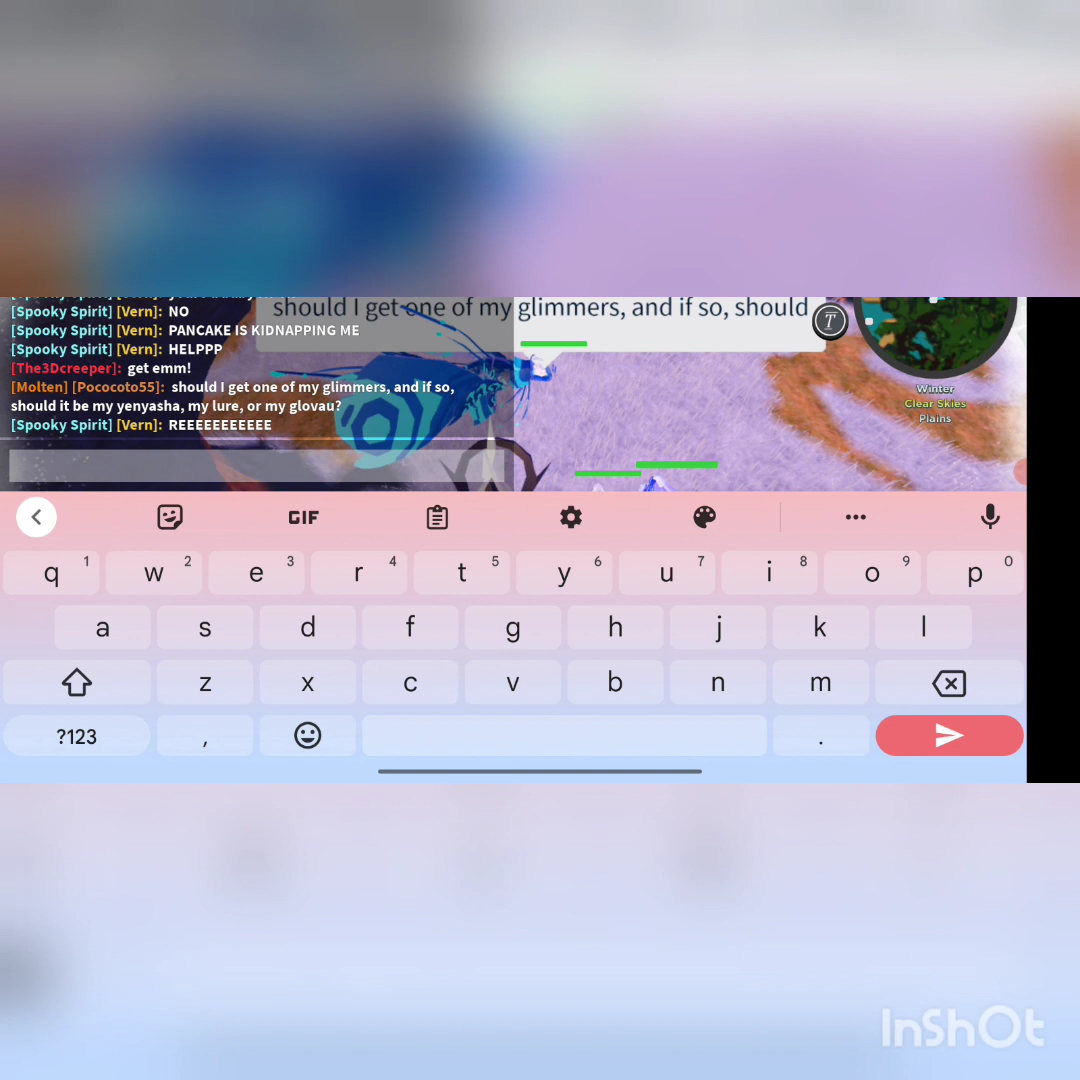 [Spooky Spirit] [Vern]: NO
[Spooky Spirit] [Vern]: PANCAKE IS KIDNAPPING ME
[Spooky Spirit] [Vern]: HELPPP
[The3Dcreeper]: get emm!
[Molten] [Pococoto55]: should I get one of my glimmers, and if so,
should it be my yenyasha, my lure, or my glovau?
[Spooky Spirit] [Vern]: REEEEEEEEEEE
should I get one of my glimmers, and if so, should
T
Winter
Clear Skies
Plains
GIF
q 1 w 2 e 3 r 4 t 5 y 6 u 7 i 8 o 9 p 0
a s d f g h j k l
z x c v b n m
?123 , .
InShOt